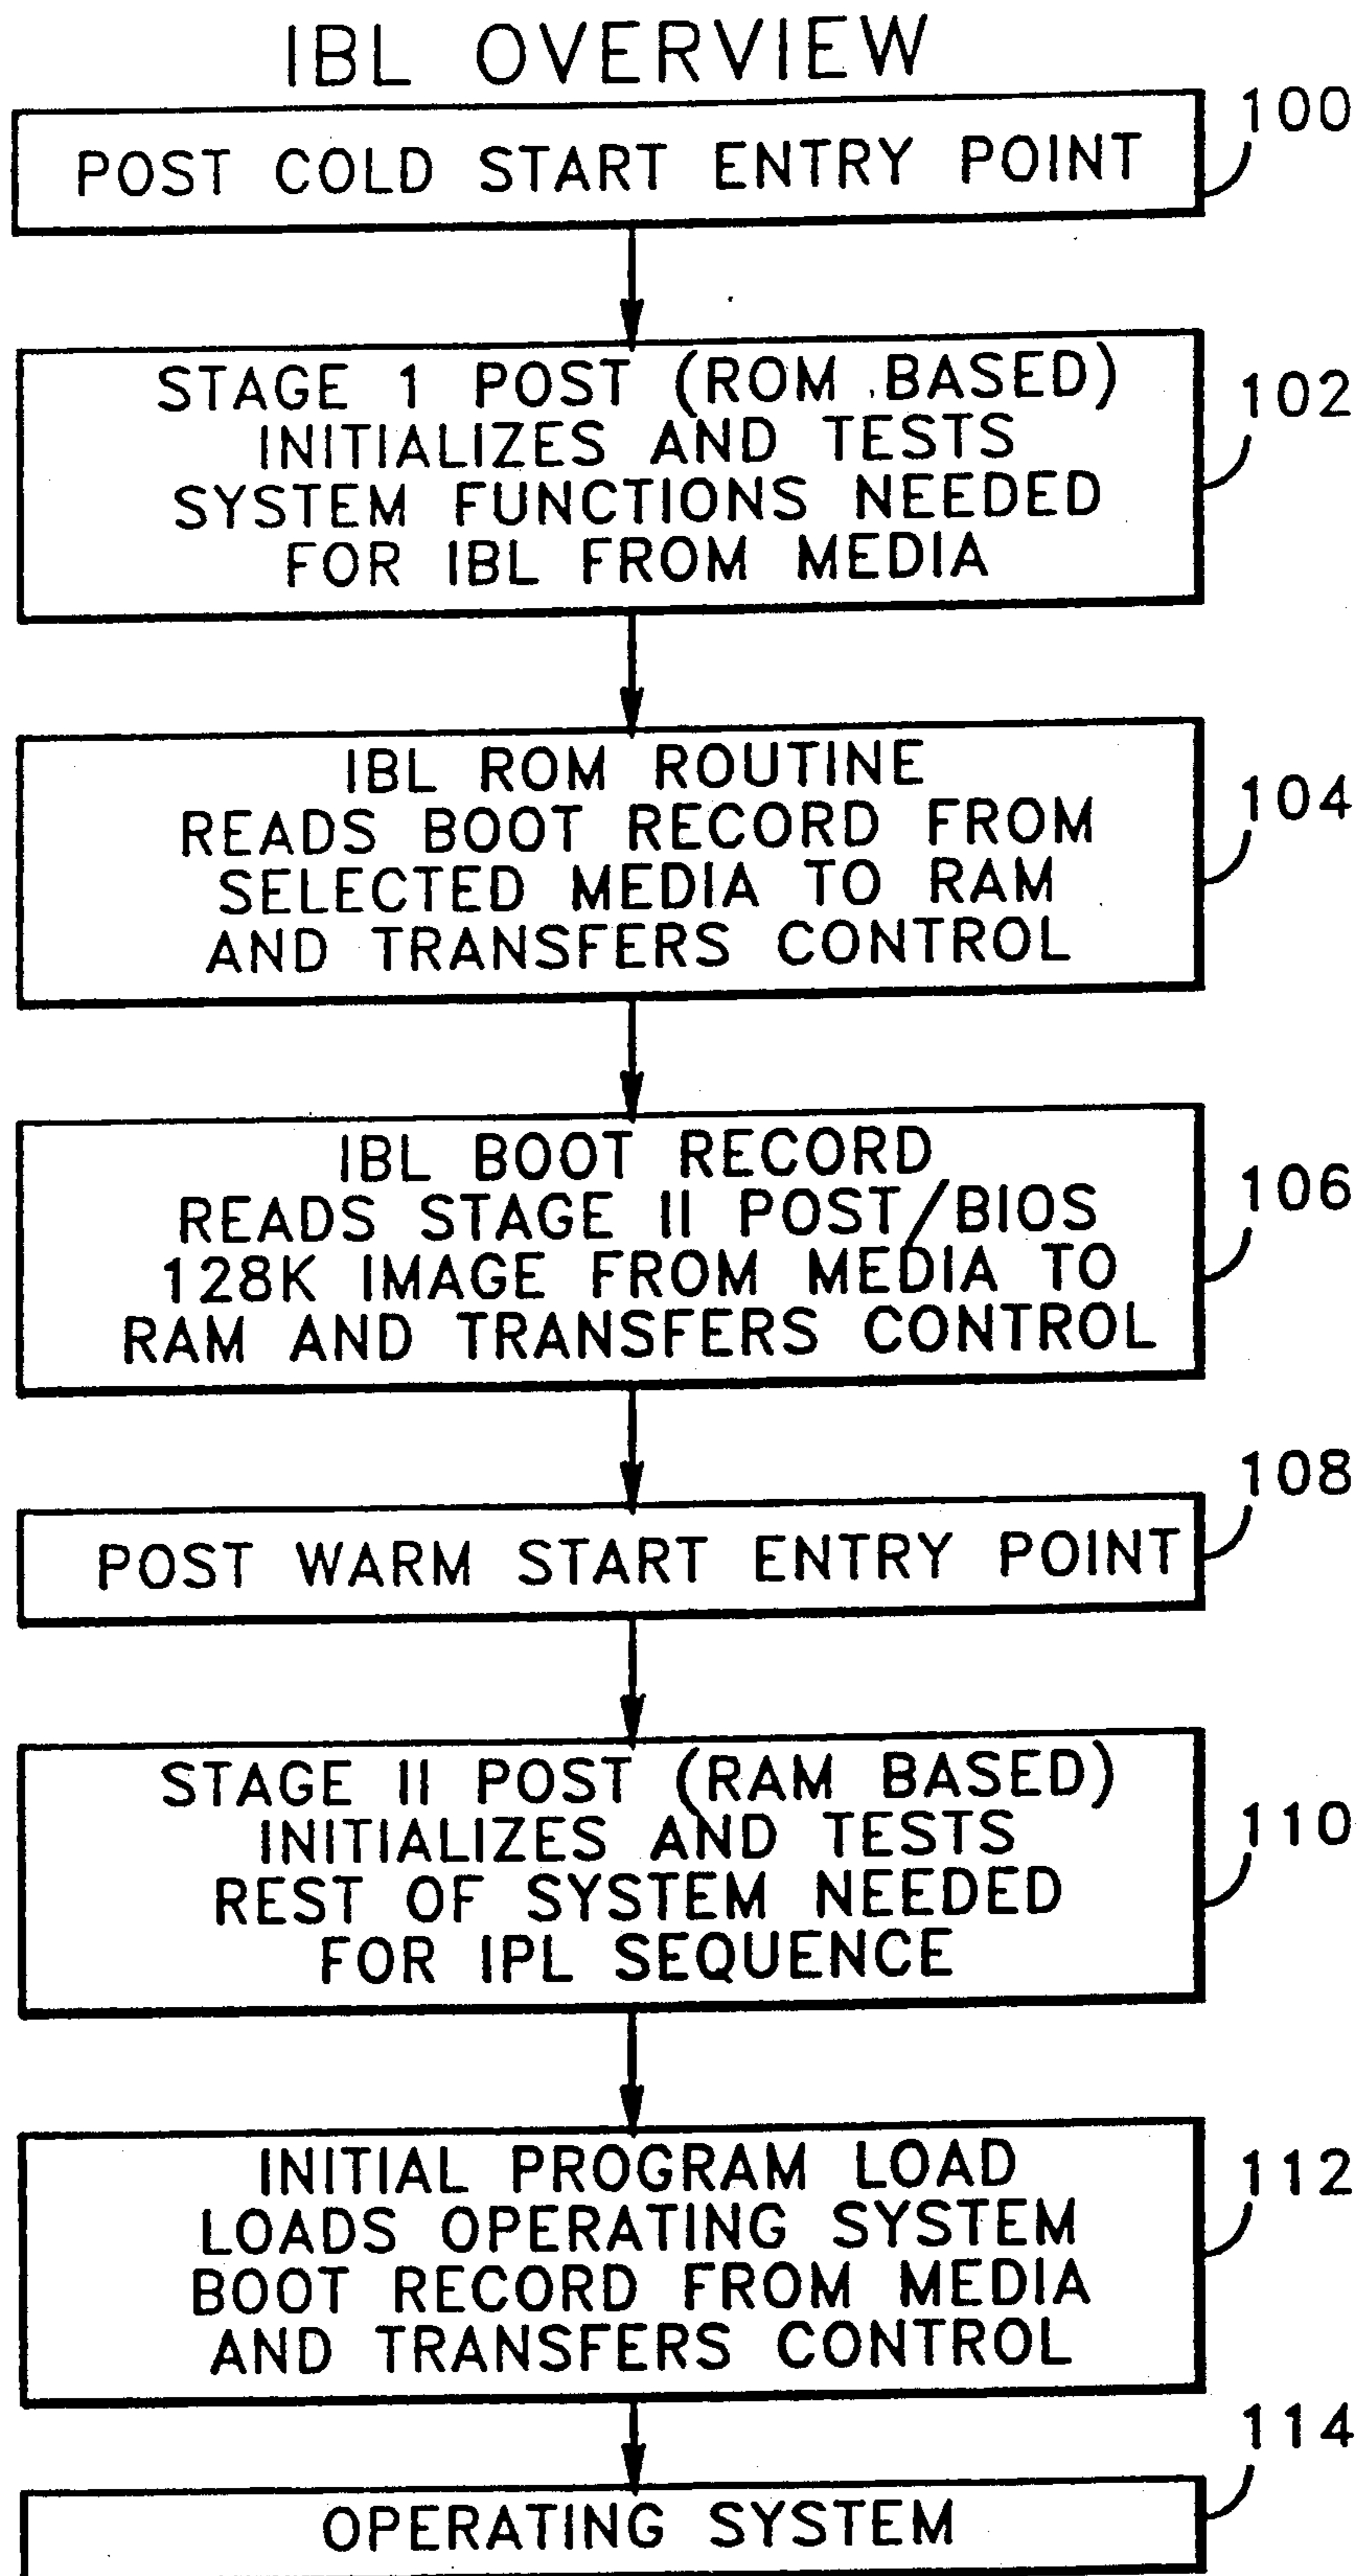 IBL OVERVIEW
100
POST COLD START ENTRY POINT
STAGE 1 POST (ROM BASED)
102
INITIALIZES AND TESTS
SYSTEM FUNCTIONS NEEDED
FOR IBL FROM MEDIA
IBL ROM ROUTINE
104
READS BOOT RECORD FROM
SELECTED MEDIA TO RAM
AND TRANSFERS CONTROL
IBL BOOT RECORD
106
READS STAGE II POST/BIOS
128K IMAGE FROM MEDIA TO
RAM AND TRANSFERS CONTROL
108
POST WARM START ENTRY POINT
STAGE II POST (RAM BASED)
110
INITIALIZES AND TESTS
REST OF SYSTEM NEEDED
FOR IPL SEQUENCE
INITIAL PROGRAM LOAD
112
LOADS OPERATING SYSTEM
BOOT RECORD FROM MEDIA
AND TRANSFERS CONTROL
114
OPERATING SYSTEM